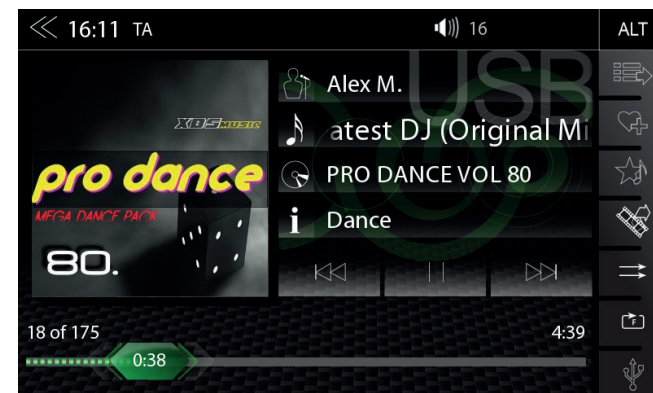 16:11 TA 16 ALT
USB
Alex M.
XDS MUSIC
atest DJ (Original Mi
pro dance
PRO DANCE VOL 80
MEGA DANCE PACK
i Dance
80.
18 of 175 4:39
F
0:38